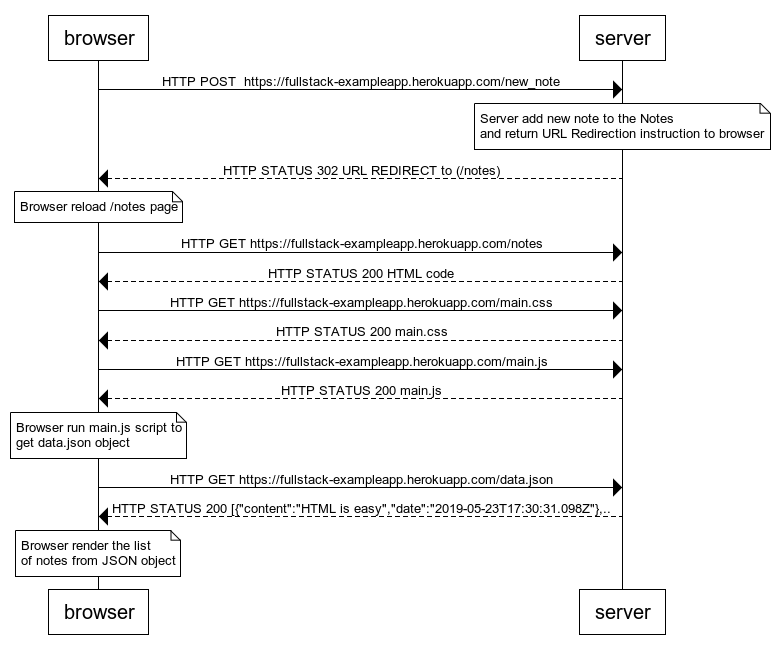 browser
server
HTTP POST  https://fullstack-exampleapp.herokuapp.com/new_note
Server add new note to the Notes
and return URL Redirection instruction to browser
HTTP STATUS 302 URL REDIRECT to (/notes)
Browser reload /notes page
HTTP GET https://fullstack-exampleapp.herokuapp.com/notes
HTTP STATUS 200 HTML code
HTTP GET https://fullstack-exampleapp.herokuapp.com/main.css
HTTP STATUS 200 main.css
HTTP GET https://fullstack-exampleapp.herokuapp.com/main.js
HTTP STATUS 200 main.js
Browser run main.js script to
get data.json object
HTTP GET https://fullstack-exampleapp.herokuapp.com/data.json
HTTP STATUS 200 [{"content":"HTML is easy","date":"2019-05-23T17:30:31.098Z"},...
Browser render the list
of notes from JSON object
browser
server